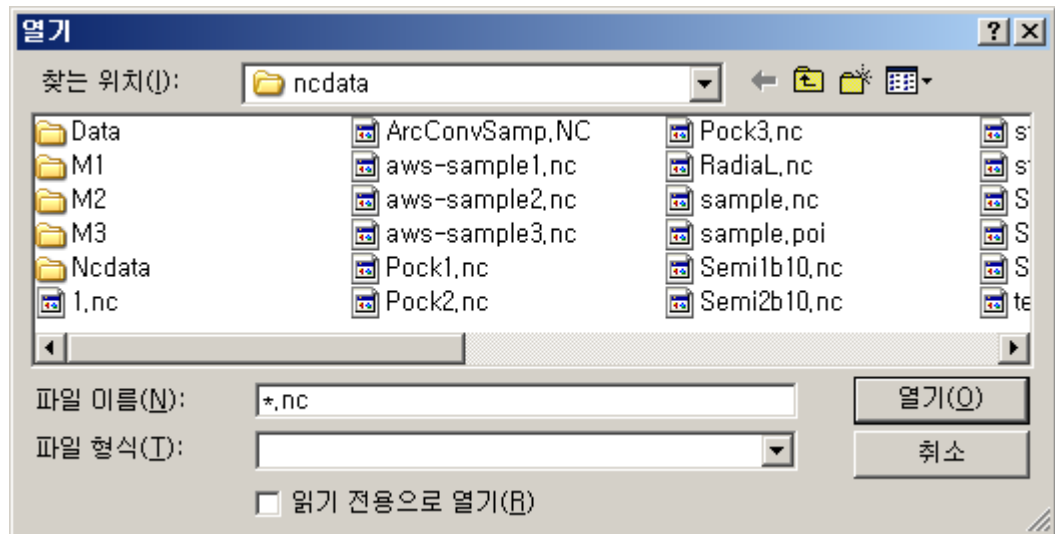 열기
찾는 위치(I): ncdata
Data ArcConvSamp.NC Pock3.nc
M1 aws-sample1.nc RadiaL.nc
M2 aws-sample2.nc sample.nc
M3 aws-sample3.nc sample.poi
Ncdata Pock1.nc Semi1b10.nc
1.nc Pock2.nc Semi2b10.nc
파일 이름(N): *.nc 열기(O)
파일 형식(T): 취소
읽기 전용으로 열기(R)